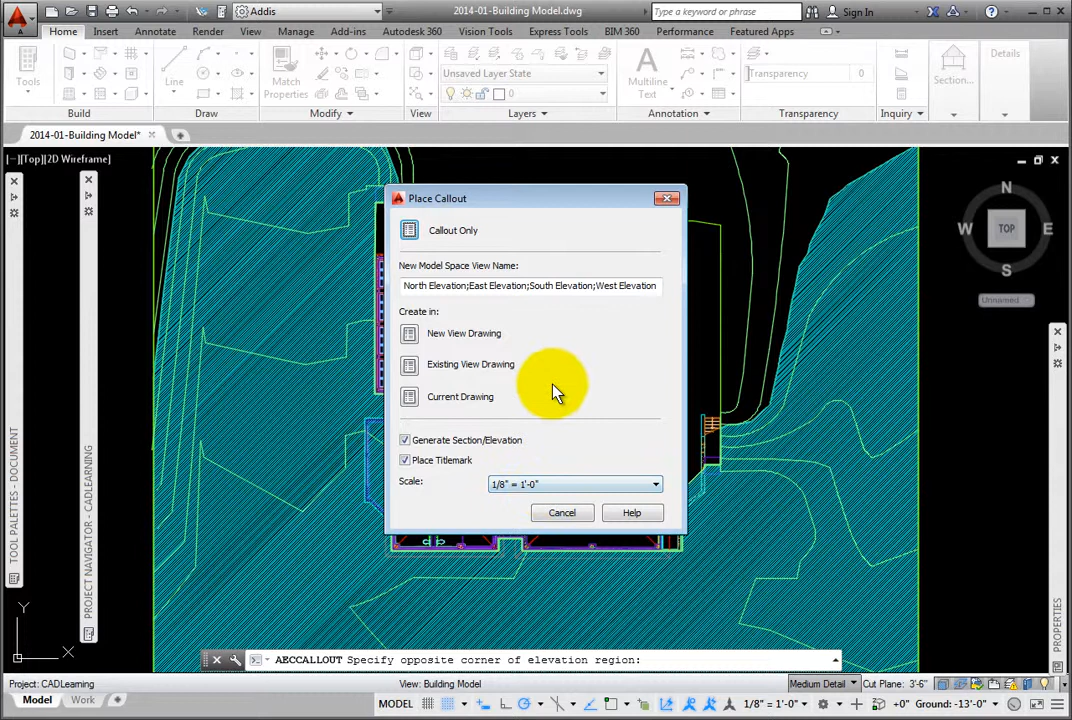 Addis
2014-01-Building Model.dwg
Type a keyword or phrase
Sign In
Home Insert Annotate Render View Manage Add-ins Autodesk 360 Vision Tools Express Tools BIM 360 Performance Featured Apps
Tools
Line
Match
Properties
Unsaved Layer State
0
Multiline
Text
Transparency 0
Section...
Details
Build Draw Modify View Layers Annotation Transparency Inquiry
2014-01-Building Model*
[−][Top][2D Wireframe]
N
W TOP E
S
Unnamed
Place Callout
Callout Only
New Model Space View Name:
North Elevation;East Elevation;South Elevation;West Elevation
Create in:
New View Drawing
Existing View Drawing
Current Drawing
Generate Section/Elevation
Place Titlemark
Scale: 1/8" = 1'-0"
Cancel Help
TOOL PALETTES - DOCUMENT
PROJECT NAVIGATOR - CADLEARNING
PROPERTIES
Y
X
AECCALLOUT Specify opposite corner of elevation region:
Project: CADLearning View: Building Model Medium Detail Cut Plane: 3'-6"
Model Work
MODEL 1/8" = 1'-0" +0" Ground: -13'-0"